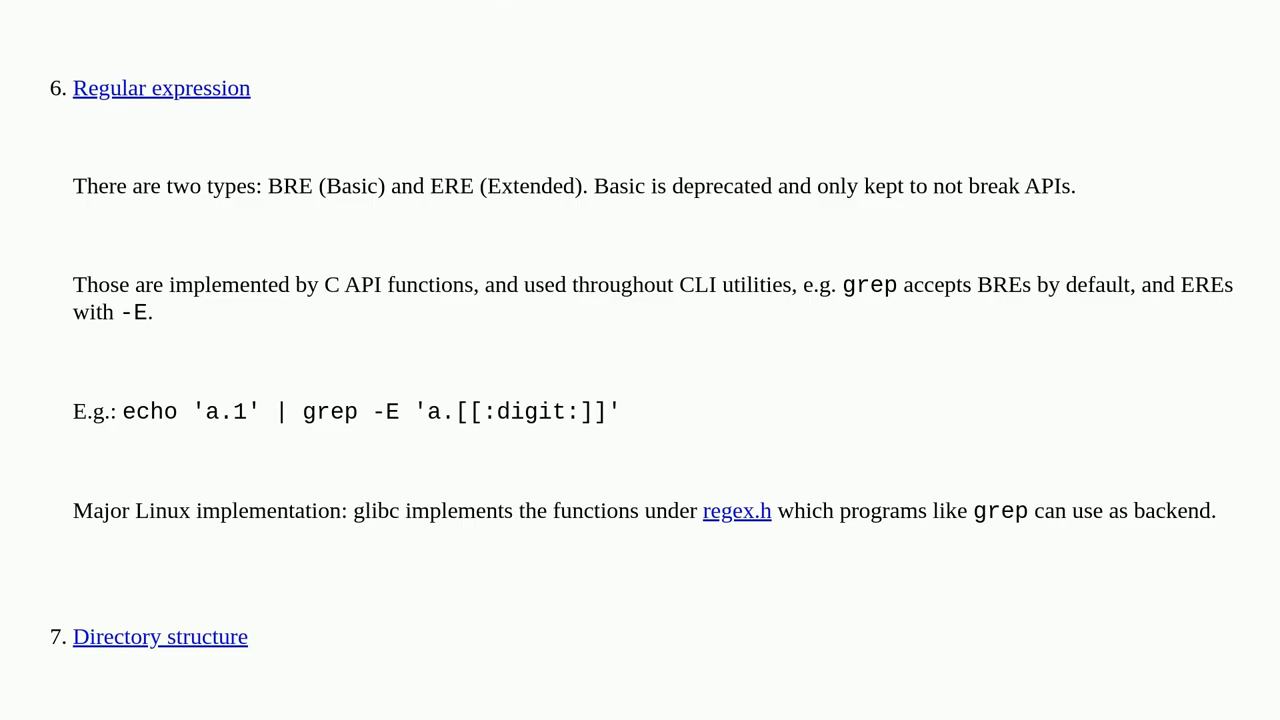 6. Regular expression
There are two types: BRE (Basic) and ERE (Extended). Basic is deprecated and only kept to not break APIs.
Those are implemented by C API functions, and used throughout CLI utilities, e.g. grep accepts BREs by default, and EREs
with -E.
E.g.: echo 'a.1' | grep -E 'a.[[:digit:]]'
Major Linux implementation: glibc implements the functions under regex.h which programs like grep can use as backend.
7. Directory structure